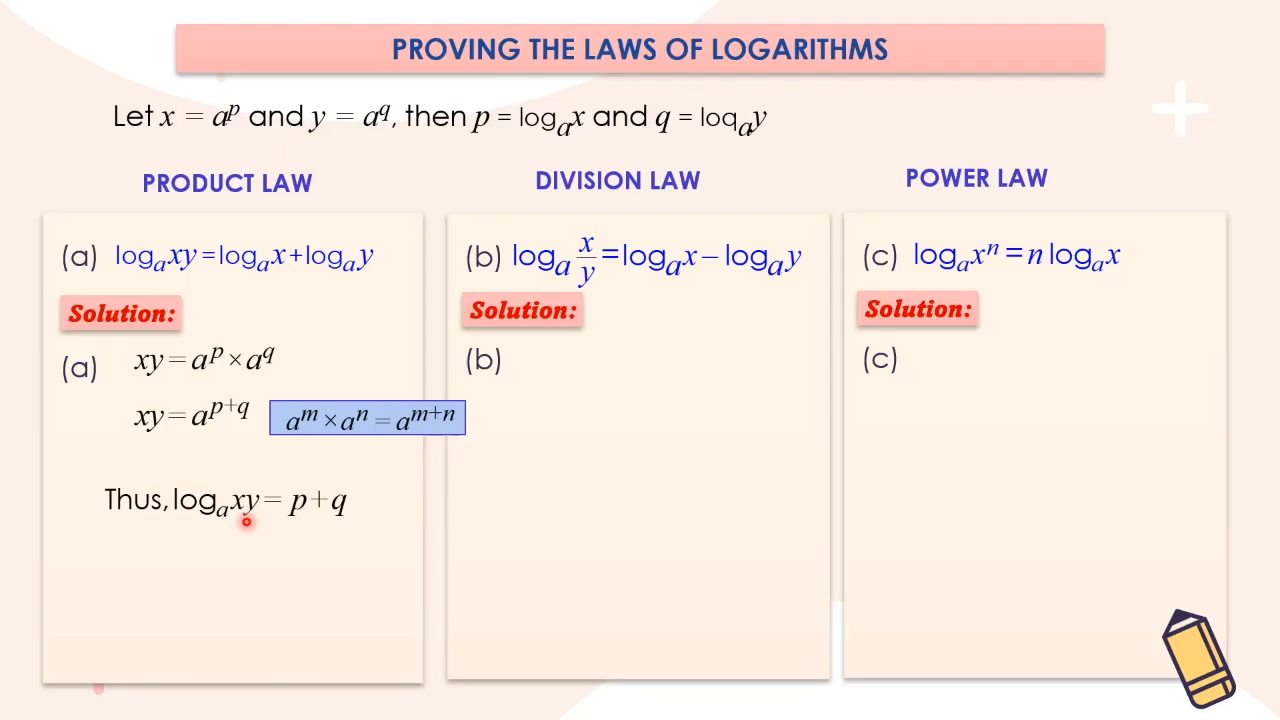 PROVING THE LAWS OF LOGARITHMS
Let x = a^p and y = a^q, then p = log_a x and q = loq_a y
PRODUCT LAW
(a) log_a xy = log_a x + log_a y
Solution:
(a) xy = a^p × a^q
xy = a^{p+q}
a^m × a^n = a^{m+n}
Thus, log_a xy = p + q
DIVISION LAW
(b) log_a x/y = log_a x − log_a y
Solution:
(b)
POWER LAW
(c) log_a x^n = n log_a x
Solution:
(c)